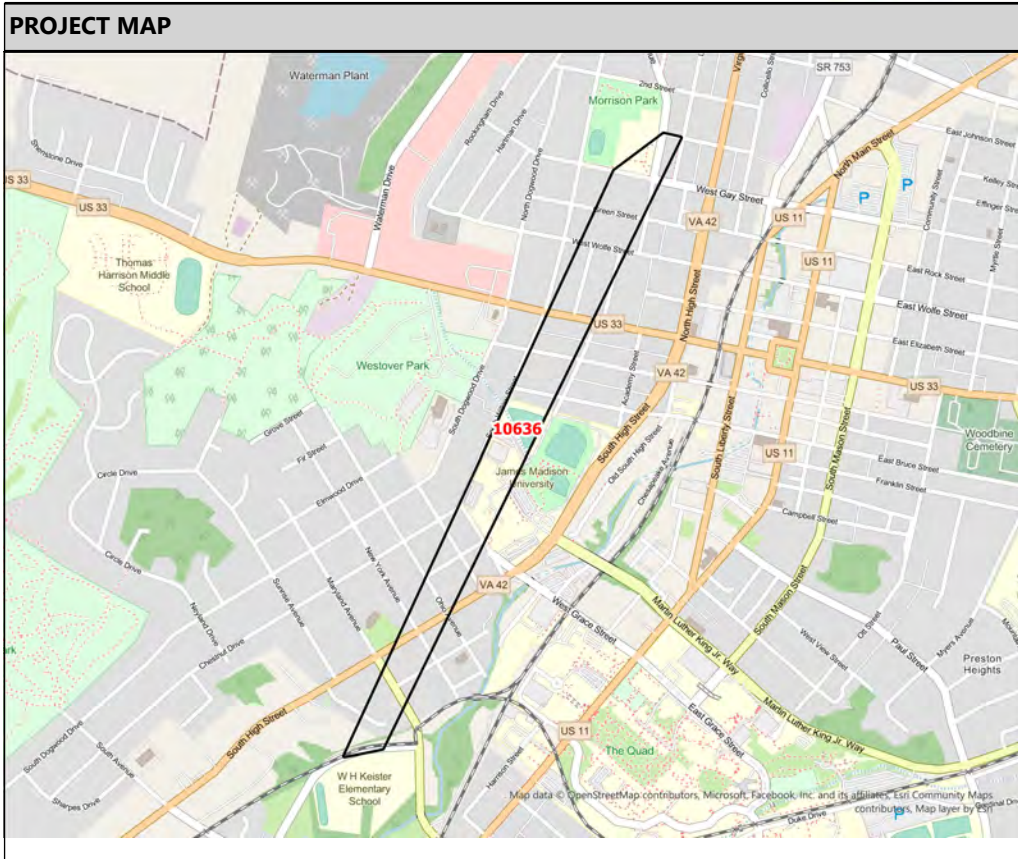 PROJECT MAP
SR 753
Waterman Plant
2nd Street
Morrison Park
Collicello Street
Rockingham Drive
Hartman Drive
North Main Street
East Johnson Street
Shenstone Drive
Waterman Drive
North Dogwood Drive
Kelley Street
P
P
US 33
US 33
West Gay Street
Community Street
Effinger Street
Green Street
VA 42
US 11
Myrtle Street
West Wolfe Street
Thomas
Harrison Middle
School
US 11
East Rock Street
North High Street
East Wolfe Street
US 33
East Elizabeth Street
Westover Park
Academy Street
VA 42
US 33
South Dogwood Drive
10636
South High Street
Old South High Street
South Liberty Street
South Mason Street
Woodbine
Cemetery
Grove Street
US 11
East Bruce Street
Fir Street
James Madison
University
Chesapeake Avenue
Franklin Street
Circle Drive
Elmwood Drive
Campbell Street
Circle Drive
New York Avenue
VA 42
Sunrise Avenue
Maryland Avenue
Ohio Avenue
West Grace Street
Martin Luther King Jr. Way
South Mason Street
Neyland Drive
West View Street
Ott Street
Paul Street
Myers Avenue
Chestnut Drive
Preston
Heights
East Grace Street
Martin Luther King Jr. Way
South Dogwood Drive
South Avenue
South High Street
US 11
The Quad
Harrison Street
W H Keister
Elementary
School
Sharpes Drive
Map data © OpenStreetMap contributors, Microsoft, Facebook, Inc. and its affiliates, Esri Community Maps
contributors, Map layer by Esri
Duke Drive
P